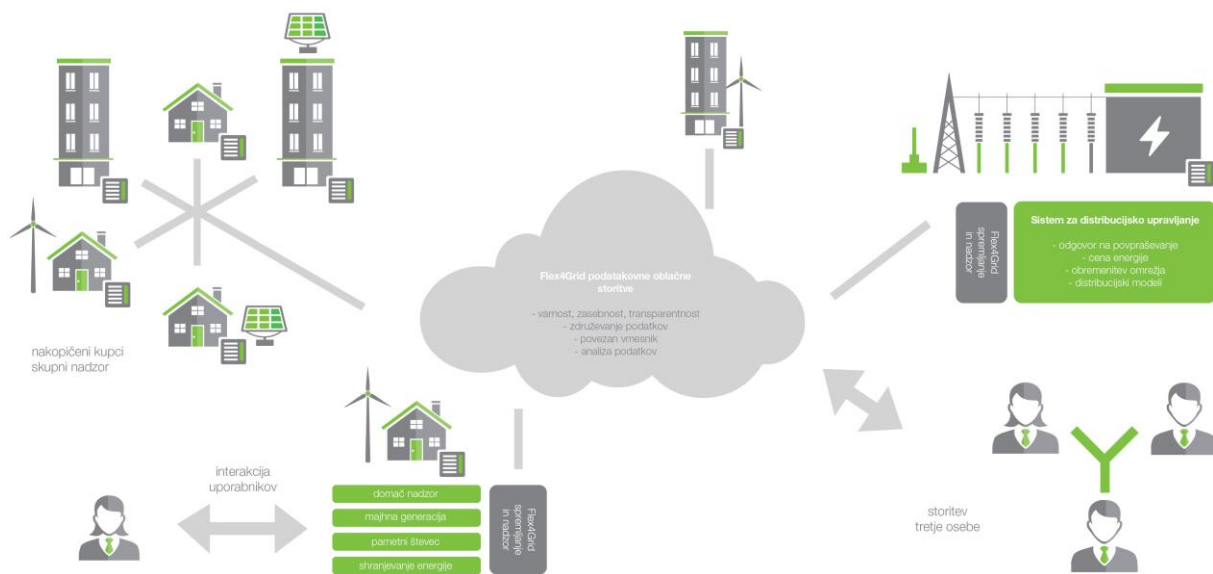 nakopičeni kupci
skupni nadzor
Flex4Grid podatakovne oblačne
storitve
- varnost, zasebnost, transparentnost
- združevanje podatkov
- povezan vmesnik
- analiza podatkov
Flex4Grid
spremljanje
in nadzor
Sistem za distribucijsko upravljanje
- odgovor na povpraševanje
- cena energije
- obremenitev omrežja
- distribucijski modeli
interakcija
uporabnikov
domač nadzor
majhna generacija
pametni števec
shranjevanje energije
Flex4Grid
spremljanje
in nadzor
storitev
tretje osebe